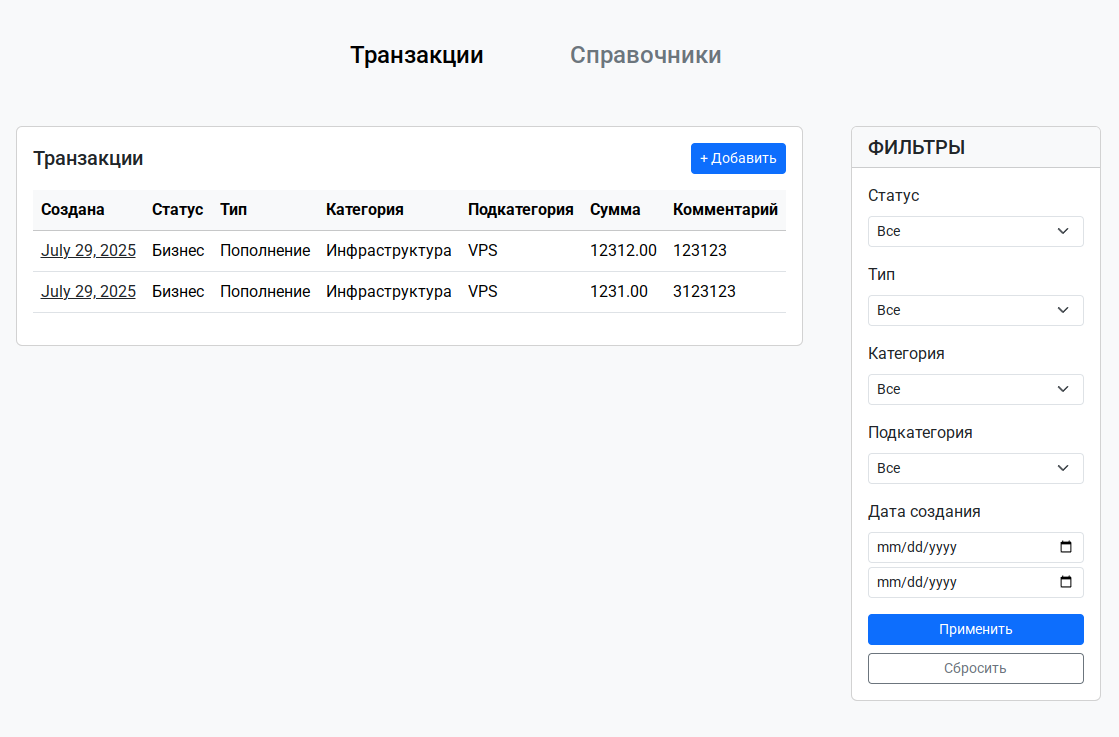 Транзакции Справочники
Транзакции + Добавить
Создана Статус Тип Категория Подкатегория Сумма Комментарий
July 29, 2025 Бизнес Пополнение Инфраструктура VPS 12312.00 123123
July 29, 2025 Бизнес Пополнение Инфраструктура VPS 1231.00 3123123
ФИЛЬТРЫ
Статус
Все
Тип
Все
Категория
Все
Подкатегория
Все
Дата создания
mm/dd/yyyy
mm/dd/yyyy
Применить
Сбросить